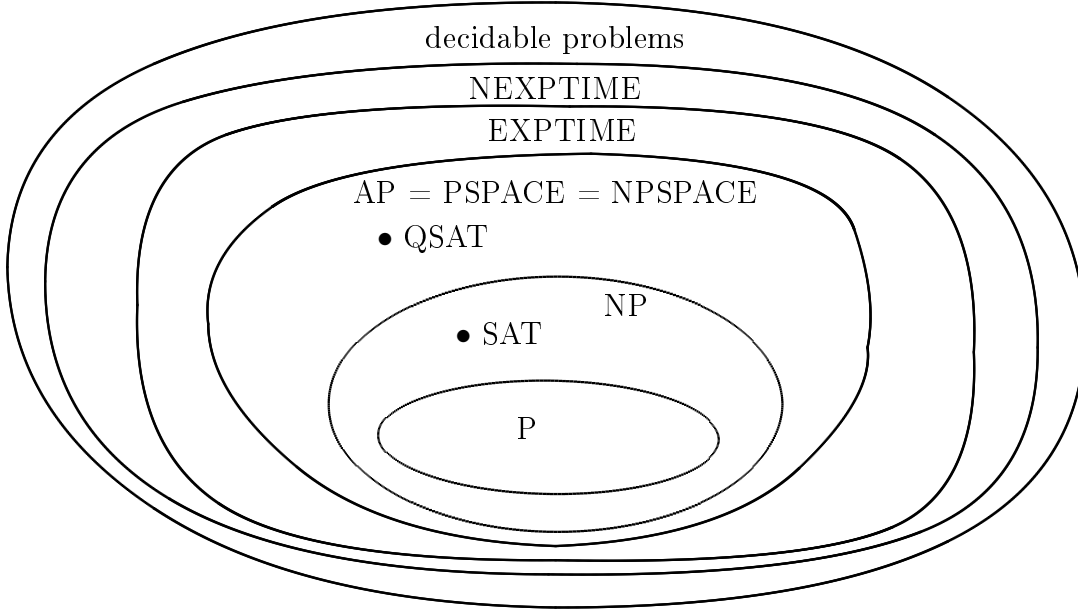 decidable problems
NEXPTIME
EXPTIME
AP = PSPACE = NPSPACE
• QSAT
NP
• SAT
P